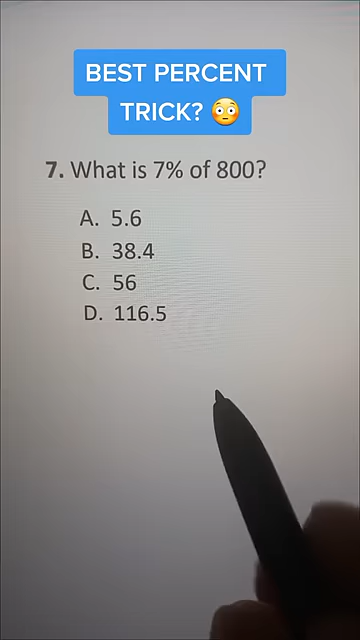 BEST PERCENT
TRICK? 😳
7. What is 7% of 800?
A. 5.6
B. 38.4
C. 56
D. 116.5